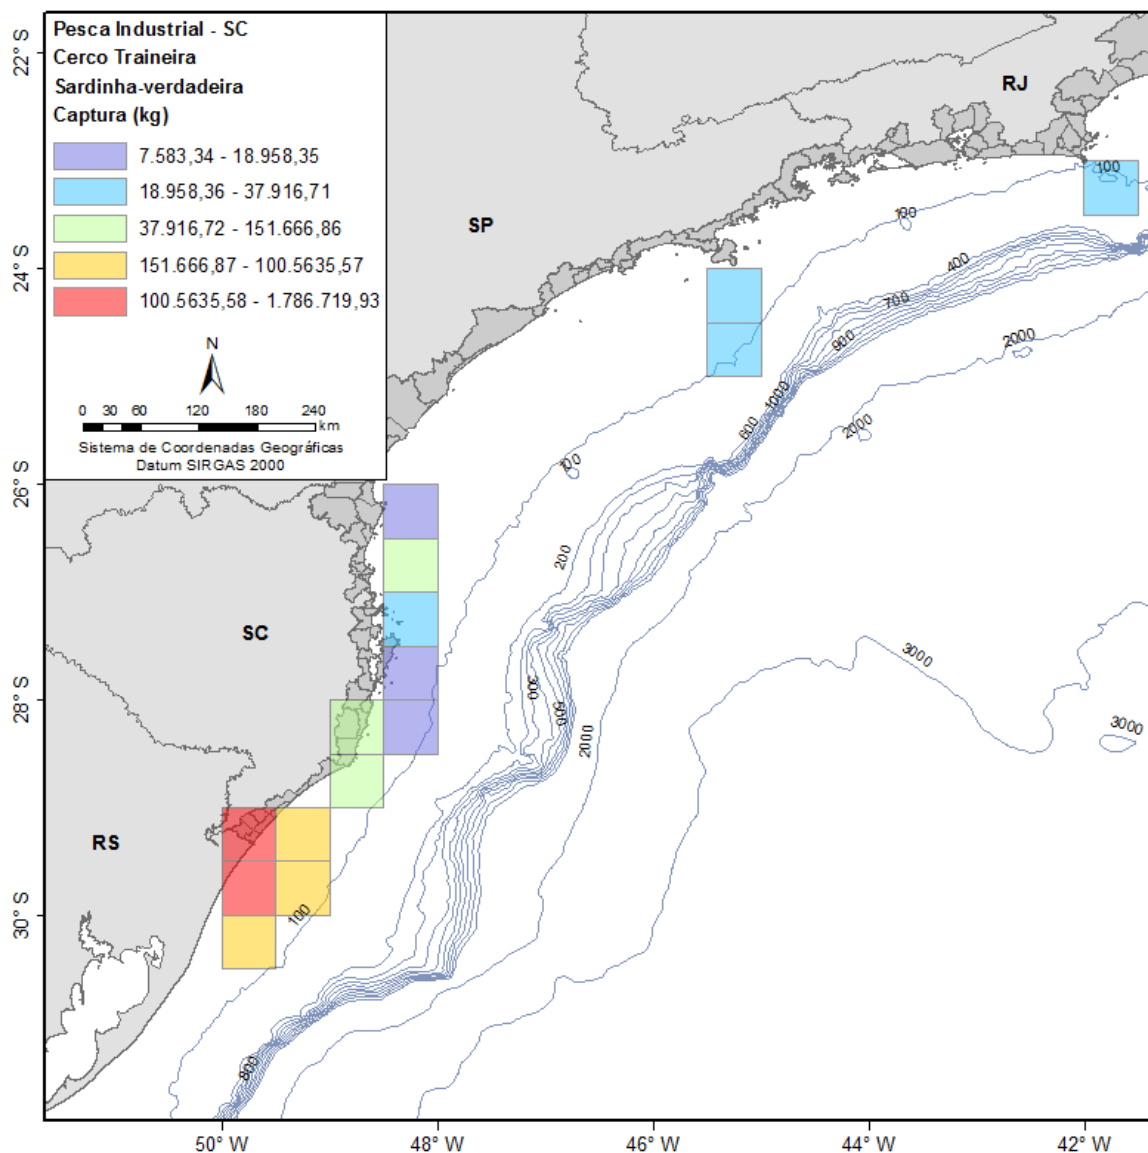 Pesca Industrial - SC
Cerco Traineira
Sardinha-verdadeira
Captura (kg)
7.583,34 - 18.958,35
18.958,36 - 37.916,71
37.916,72 - 151.666,86
151.666,87 - 100.5635,57
100.5635,58 - 1.786.719,93
N
0 30 60 120 180 240
km
Sistema de Coordenadas Geográficas
Datum SIRGAS 2000
22° S
24° S
26° S
28° S
30° S
RJ
SP
SC
RS
100
100
400
700
900
2000
1000
800
2000
100
200
3000
300
500
2000
3000
100
800
50° W
48° W
46° W
44° W
42° W